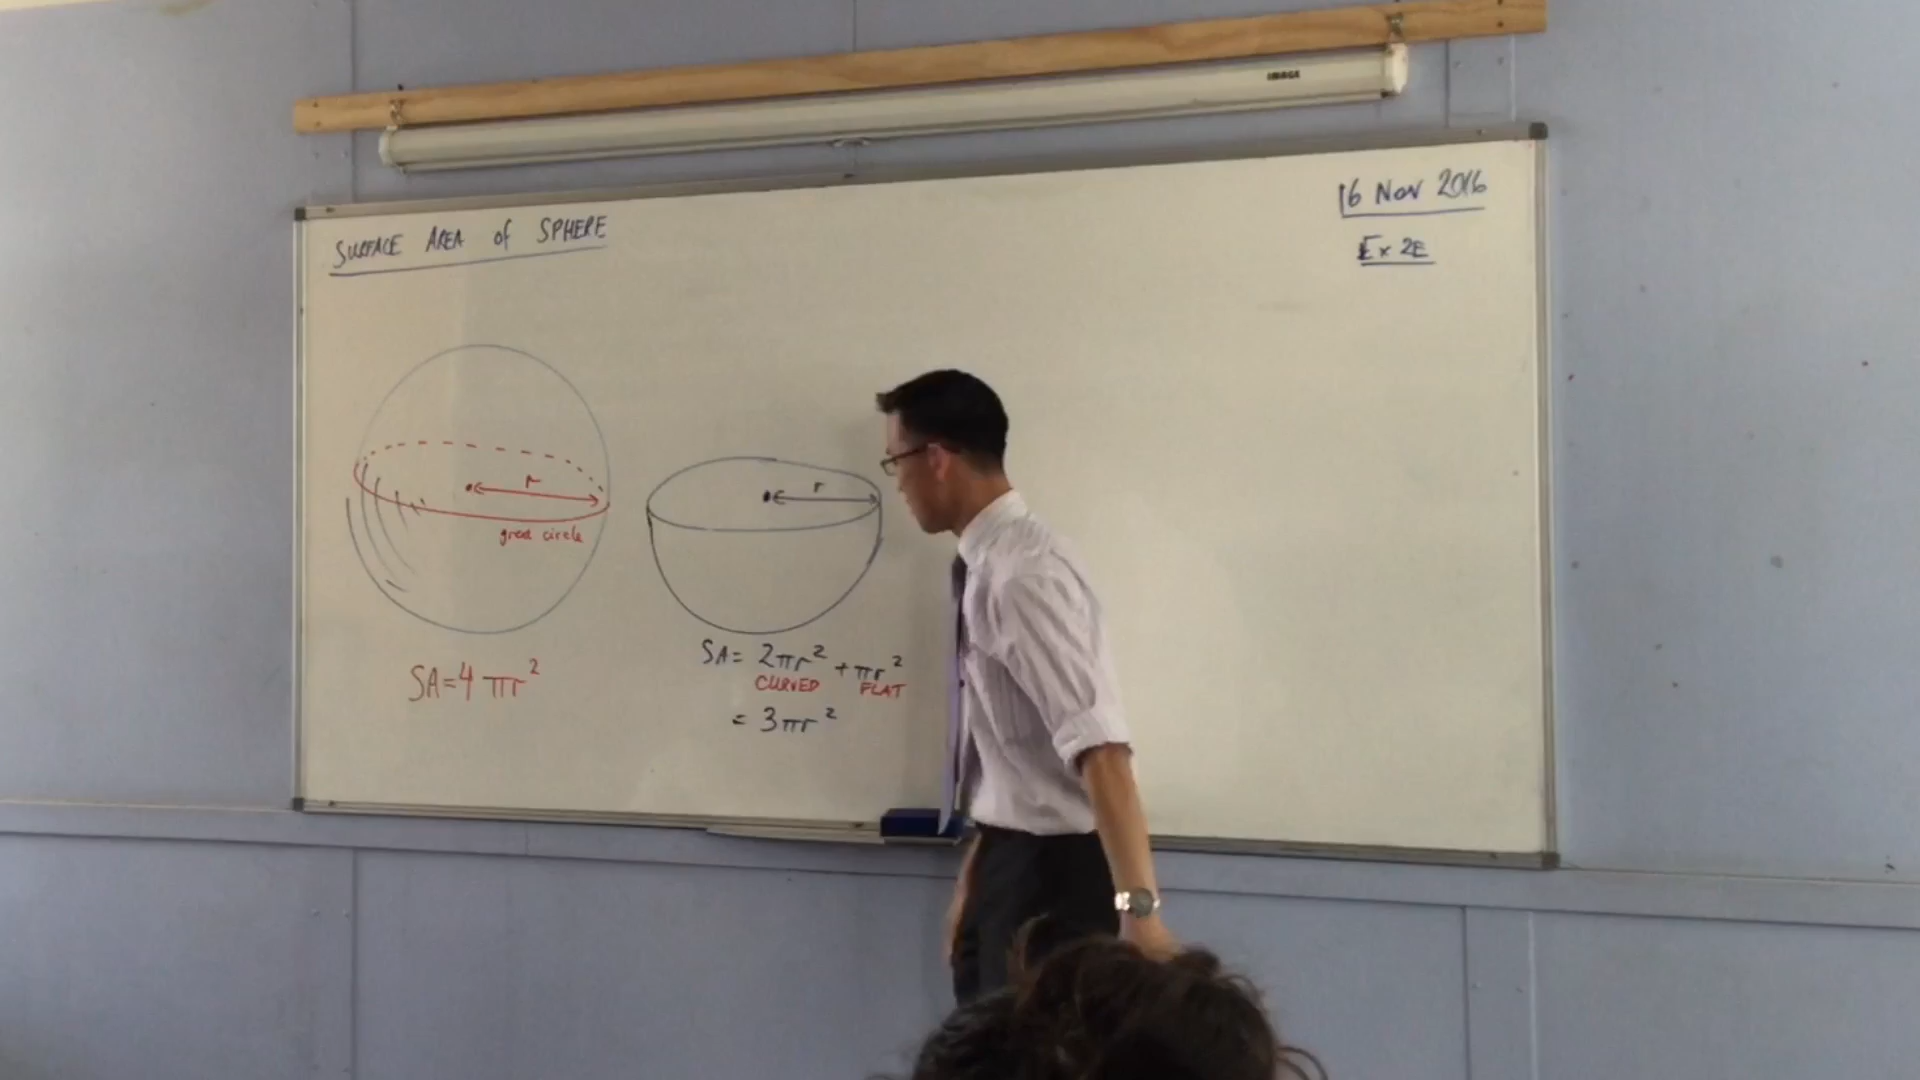 IMAGE
16 NOV 2016
SURFACE AREA of SPHERE
Ex 2E
r
r
great circle
SA = 2πr² + πr²
CURVED FLAT
SA=4πr²
= 3πr²